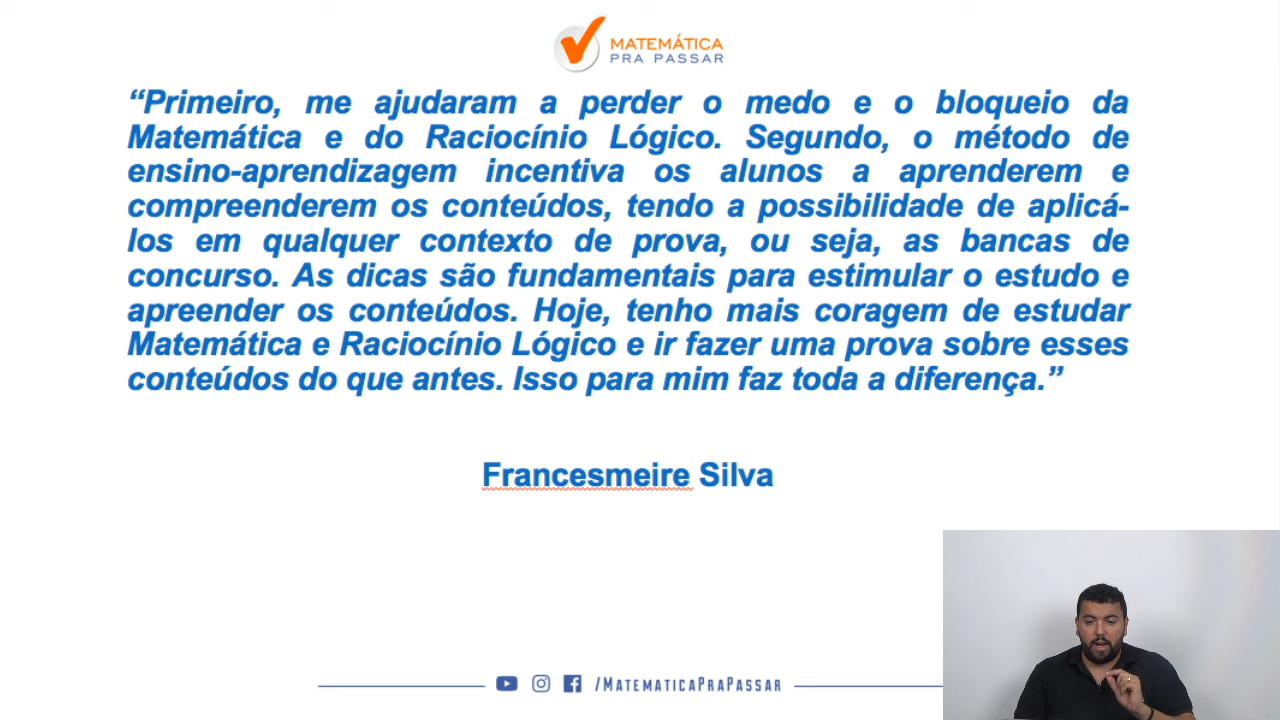 MATEMÁTICA
PRA PASSAR
“Primeiro, me ajudaram a perder o medo e o bloqueio da
Matemática e do Raciocínio Lógico. Segundo, o método de
ensino-aprendizagem incentiva os alunos a aprenderem e
compreenderem os conteúdos, tendo a possibilidade de aplicá-
los em qualquer contexto de prova, ou seja, as bancas de
concurso. As dicas são fundamentais para estimular o estudo e
apreender os conteúdos. Hoje, tenho mais coragem de estudar
Matemática e Raciocínio Lógico e ir fazer uma prova sobre esses
conteúdos do que antes. Isso para mim faz toda a diferença.”
Francesmeire Silva
/MATEMATICAPRAPASSAR